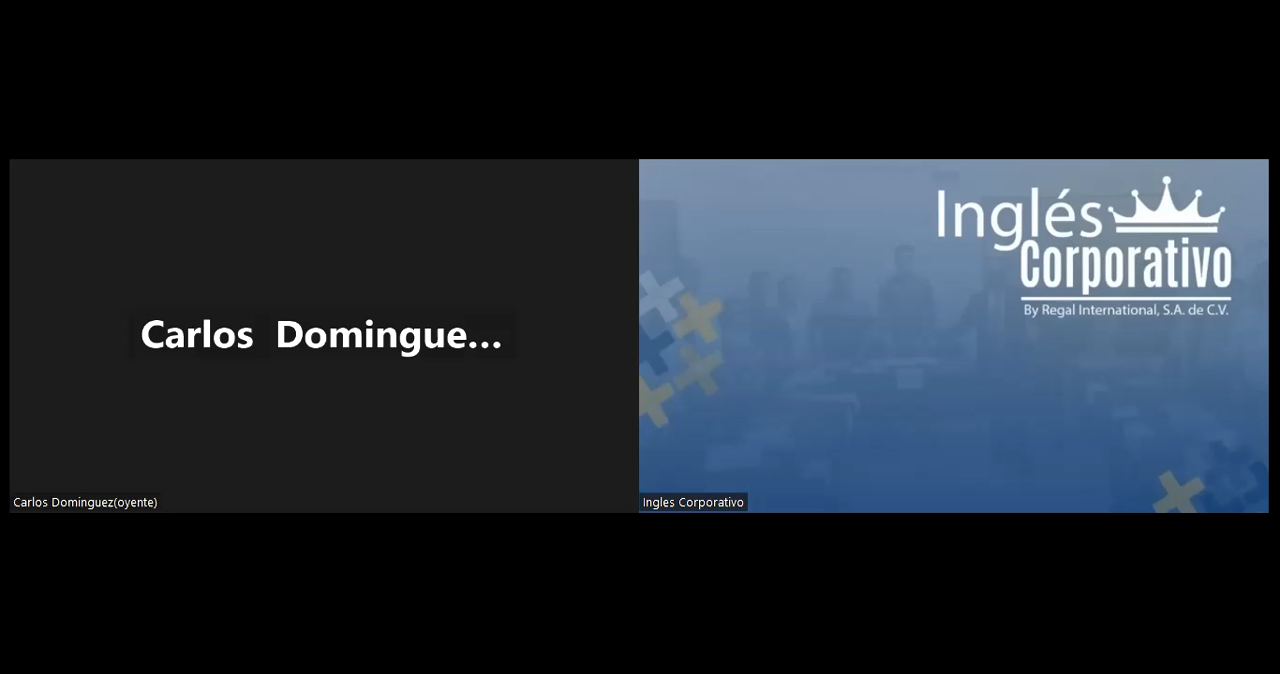 Carlos Domingue...
Carlos Dominguez(oyente)
Inglés
Corporativo
By Regal International, S.A. de C.V.
Ingles Corporativo